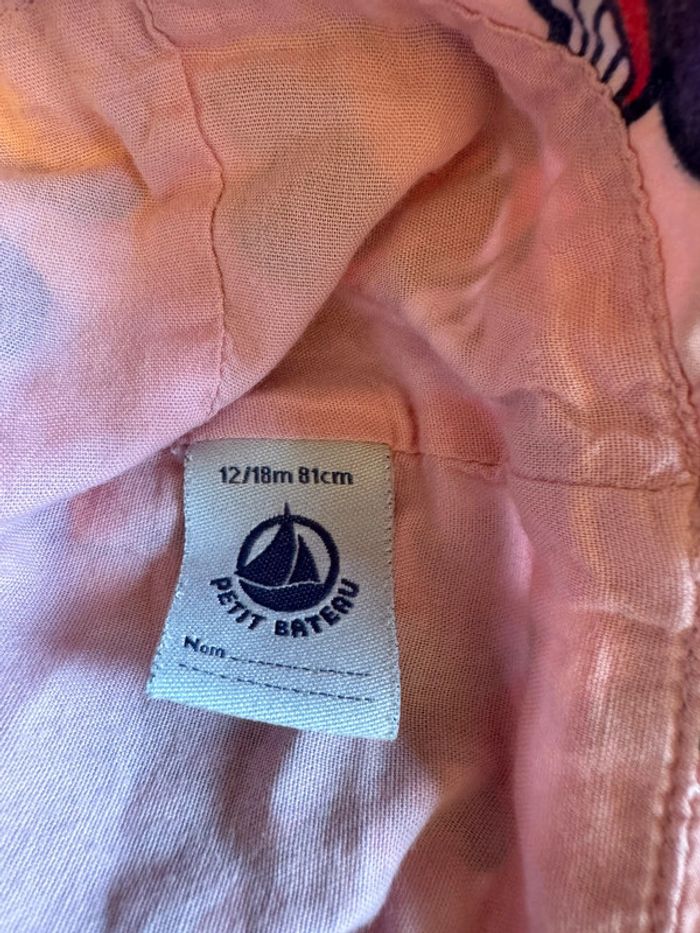 12/18m 81cm
PETIT BATEAU
Nom